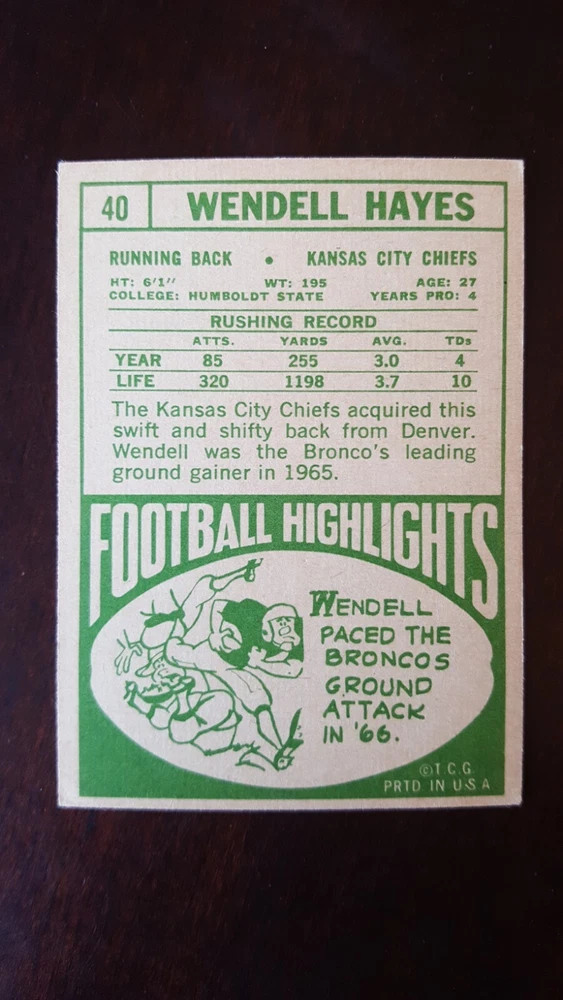 40 WENDELL HAYES
RUNNING BACK • KANSAS CITY CHIEFS
HT: 6'1" WT: 195 AGE: 27
COLLEGE: HUMBOLDT STATE YEARS PRO: 4
RUSHING RECORD
ATTS. YARDS AVG. TDs
YEAR 85 255 3.0 4
LIFE 320 1198 3.7 10
The Kansas City Chiefs acquired this
swift and shifty back from Denver.
Wendell was the Bronco's leading
ground gainer in 1965.
FOOTBALL HIGHLIGHTS
WENDELL
PACED THE
BRONCOS
GROUND
ATTACK
IN '66.
© T.C.G.
PRTD IN U.S.A